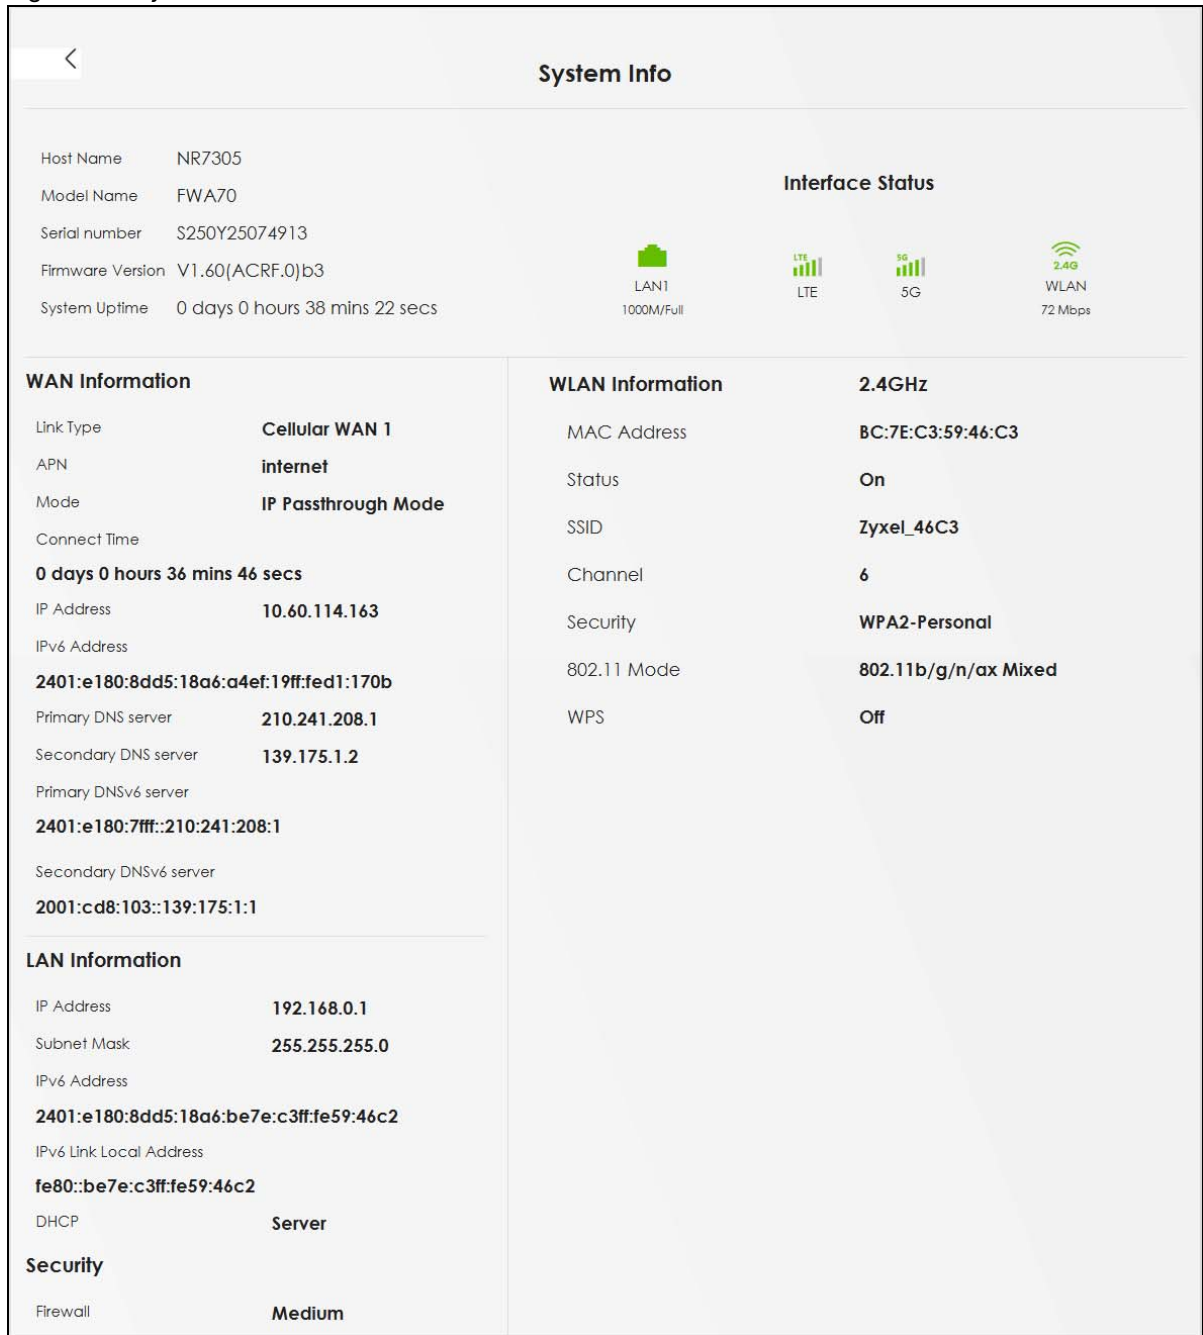 System Info
Host Name NR7305
Model Name FWA70
Serial number S250Y25074913
Firmware Version V1.60(ACRF.0)b3
System Uptime 0 days 0 hours 38 mins 22 secs
Interface Status
LTE 5G 2.4G
LAN1 LTE 5G WLAN
1000M/Full 72 Mbps
WAN Information
Link Type Cellular WAN 1
APN internet
Mode IP Passthrough Mode
Connect Time
0 days 0 hours 36 mins 46 secs
IP Address 10.60.114.163
IPv6 Address
2401:e180:8dd5:18a6:a4ef:19ff:fed1:170b
Primary DNS server 210.241.208.1
Secondary DNS server 139.175.1.2
Primary DNSv6 server
2401:e180:7fff::210:241:208:1
Secondary DNSv6 server
2001:cd8:103::139:175:1:1
LAN Information
IP Address 192.168.0.1
Subnet Mask 255.255.255.0
IPv6 Address
2401:e180:8dd5:18a6:be7e:c3ff:fe59:46c2
IPv6 Link Local Address
fe80::be7e:c3ff:fe59:46c2
DHCP Server
Security
Firewall Medium
WLAN Information 2.4GHz
MAC Address BC:7E:C3:59:46:C3
Status On
SSID Zyxel_46C3
Channel 6
Security WPA2-Personal
802.11 Mode 802.11b/g/n/ax Mixed
WPS Off